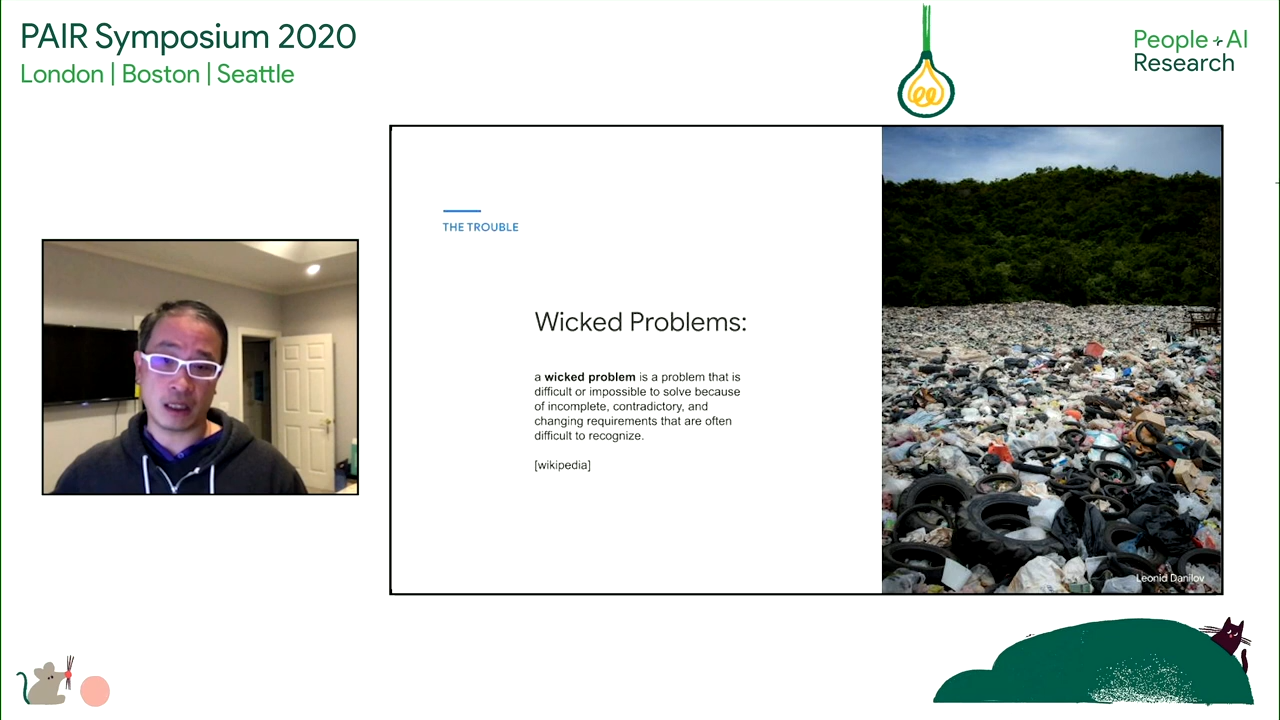 PAIR Symposium 2020
London | Boston | Seattle
People + AI
Research
THE TROUBLE
Wicked Problems:
a wicked problem is a problem that is
difficult or impossible to solve because
of incomplete, contradictory, and
changing requirements that are often
difficult to recognize.
[wikipedia]
Leonid Danilov